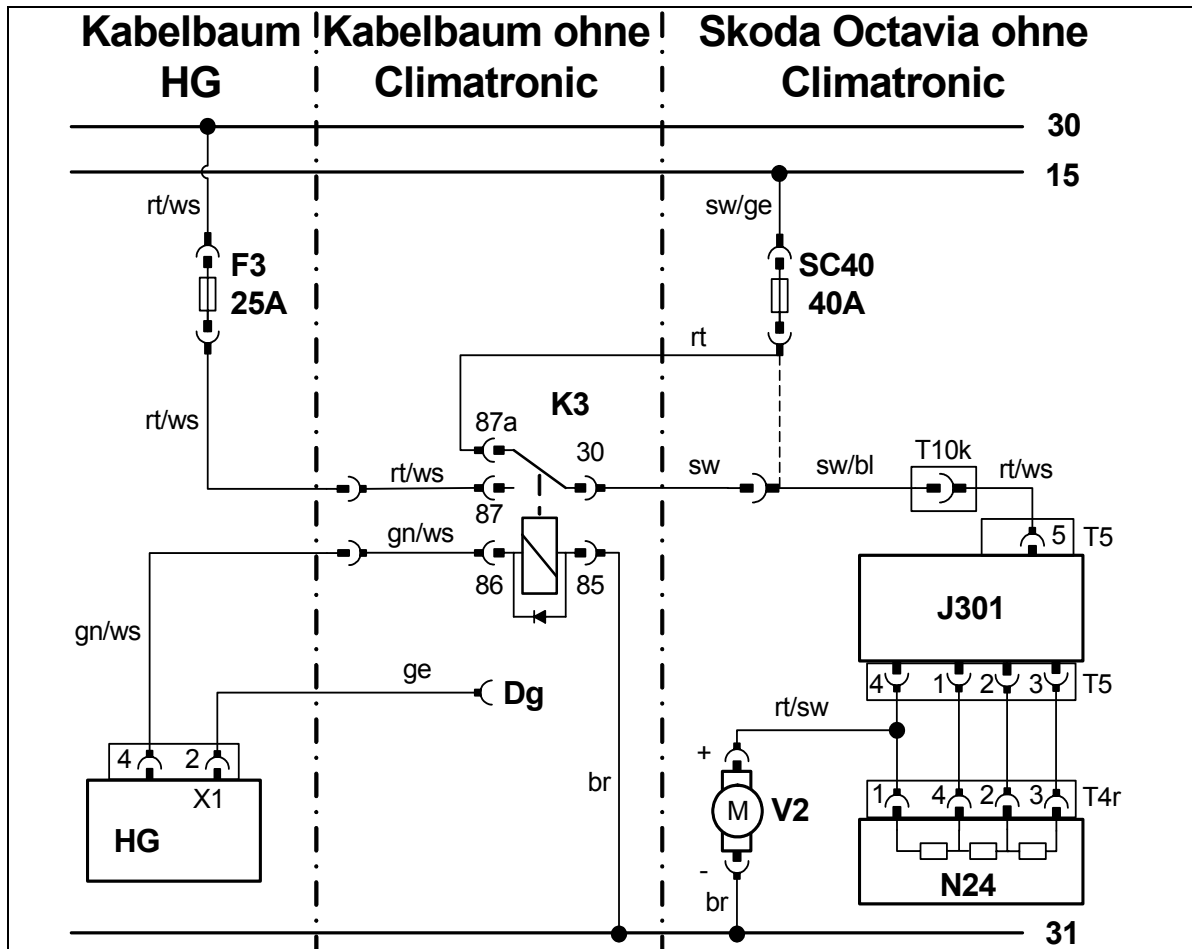 Kabelbaum HG
Kabelbaum ohne Climatronic
Skoda Octavia ohne Climatronic
30
15
rt/ws
sw/ge
F3
25A
SC40
40A
rt
rt/ws
K3
87a
30
T10k
rt/ws
sw
sw/bl
rt/ws
87
5
T5
gn/ws
86
85
J301
gn/ws
ge
Dg
4
1
2
3
T5
rt/sw
4
2
X1
br
+
M
V2
1
4
2
3
T4r
HG
-
br
N24
31